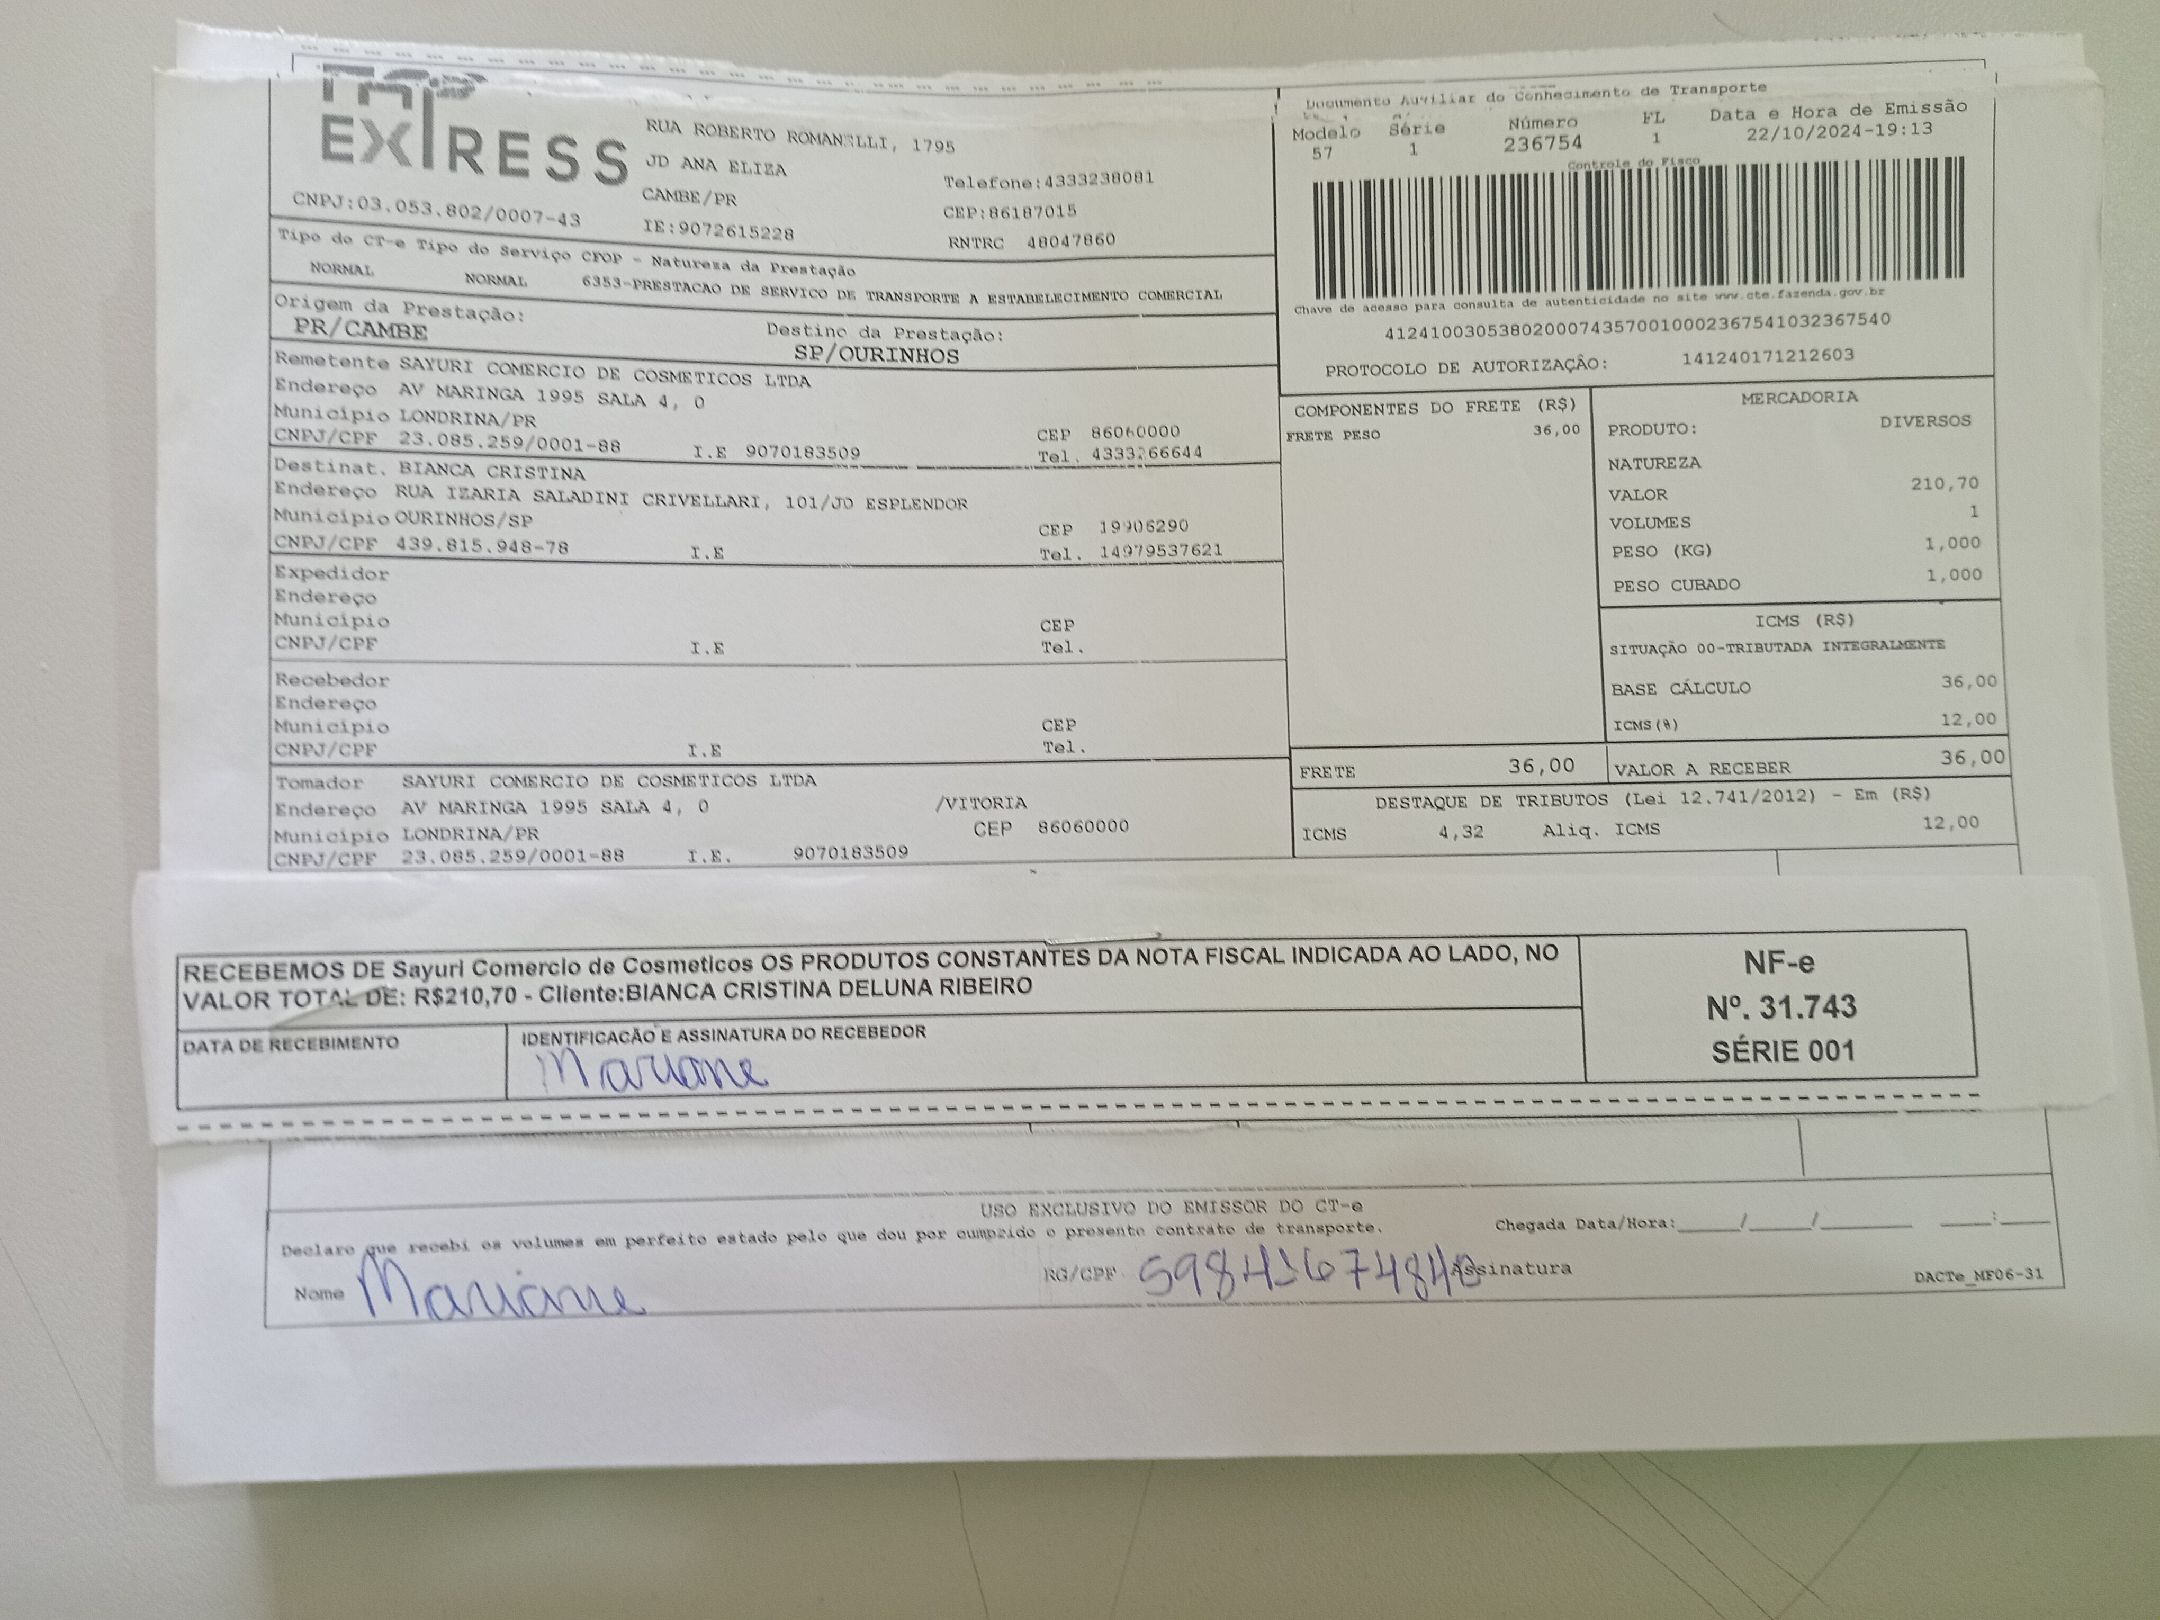 EXPRESS
RUA ROBERTO ROMANELLI, 1795
JD ANA ELIZA
CAMBE/PR
IE:9072615228
Telefone:4333238081
CEP:86187015
RNTRC 48047860
CNPJ:03.053.802/0007-43
Documento Auxiliar do Conhecimento de Transporte
Modelo Série Número FL Data e Hora de Emissão
57 1 236754 1 22/10/2024-19:13
Controle do Fisco
Chave de acesso para consulta de autenticidade no site www.cte.fazenda.gov.br
41241003053802000743570010002367541032367540
PROTOCOLO DE AUTORIZAÇÃO: 141240171212603
Tipo do CT-e Tipo do Serviço CFOP - Natureza da Prestação
NORMAL NORMAL 6353-PRESTACAO DE SERVICO DE TRANSPORTE A ESTABELECIMENTO COMERCIAL
Origem da Prestação: Destino da Prestação:
PR/CAMBE SP/OURINHOS
Remetente SAYURI COMERCIO DE COSMETICOS LTDA
Endereço AV MARINGA 1995 SALA 4, 0
Município LONDRINA/PR CEP 86060000
CNPJ/CPF 23.085.259/0001-88 I.E 9070183509 Tel. 4333266644
Destinat. BIANCA CRISTINA
Endereço RUA IZARIA SALADINI CRIVELLARI, 101/JD ESPLENDOR
Município OURINHOS/SP CEP 19906290
CNPJ/CPF 439.815.948-78 I.E Tel. 14979537621
Expedidor
Endereço
Município CEP
CNPJ/CPF I.E Tel.
Recebedor
Endereço
Município CEP
CNPJ/CPF I.E Tel.
Tomador SAYURI COMERCIO DE COSMETICOS LTDA
Endereço AV MARINGA 1995 SALA 4, 0 /VITORIA
Município LONDRINA/PR CEP 86060000
CNPJ/CPF 23.085.259/0001-88 I.E. 9070183509
COMPONENTES DO FRETE (R$)
FRETE PESO 36,00
MERCADORIA
PRODUTO: DIVERSOS
NATUREZA
VALOR 210,70
VOLUMES 1
PESO (KG) 1,000
PESO CUBADO 1,000
ICMS (R$)
SITUAÇÃO 00-TRIBUTADA INTEGRALMENTE
BASE CÁLCULO 36,00
ICMS(%) 12,00
FRETE 36,00 VALOR A RECEBER 36,00
DESTAQUE DE TRIBUTOS (Lei 12.741/2012) - Em (R$)
ICMS 4,32 Aliq. ICMS 12,00
RECEBEMOS DE Sayuri Comercio de Cosmeticos OS PRODUTOS CONSTANTES DA NOTA FISCAL INDICADA AO LADO, NO
VALOR TOTAL DE: R$210,70 - Cliente:BIANCA CRISTINA DELUNA RIBEIRO
DATA DE RECEBIMENTO
IDENTIFICAÇÃO E ASSINATURA DO RECEBEDOR
Mariane
NF-e
Nº. 31.743
SÉRIE 001
USO EXCLUSIVO DO EMISSOR DO CT-e
Declaro que recebi os volumes em perfeito estado pelo que dou por cumprido o presente contrato de transporte. Chegada Data/Hora:____/____/______ ____:____
Nome Mariane RG/CPF Assinatura
DACTe_MF06-31